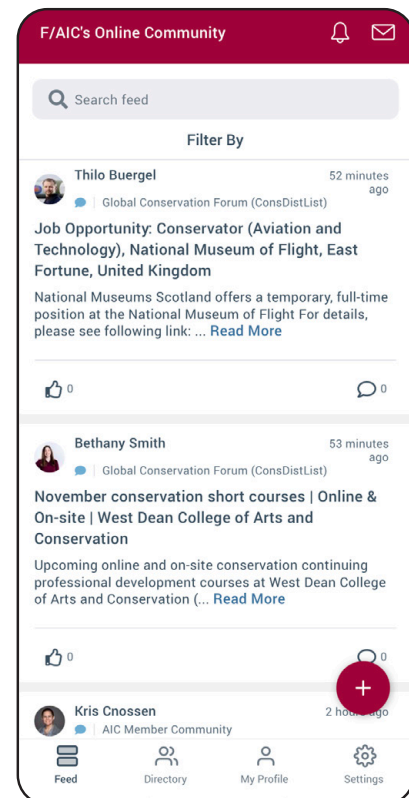 F/AIC's Online Community
Search feed
Filter By
Thilo Buergel
52 minutes
ago
Global Conservation Forum (ConsDistList)
Job Opportunity: Conservator (Aviation and
Technology), National Museum of Flight, East
Fortune, United Kingdom
National Museums Scotland offers a temporary, full-time
position at the National Museum of Flight For details,
please see following link: ... Read More
0
0
Bethany Smith
53 minutes
ago
Global Conservation Forum (ConsDistList)
November conservation short courses | Online &
On-site | West Dean College of Arts and
Conservation
Upcoming online and on-site conservation continuing
professional development courses at West Dean College
of Arts and Conservation (... Read More
0
0
+
Kris Cnossen
2 hours ago
AIC Member Community
Feed
Directory
My Profile
Settings